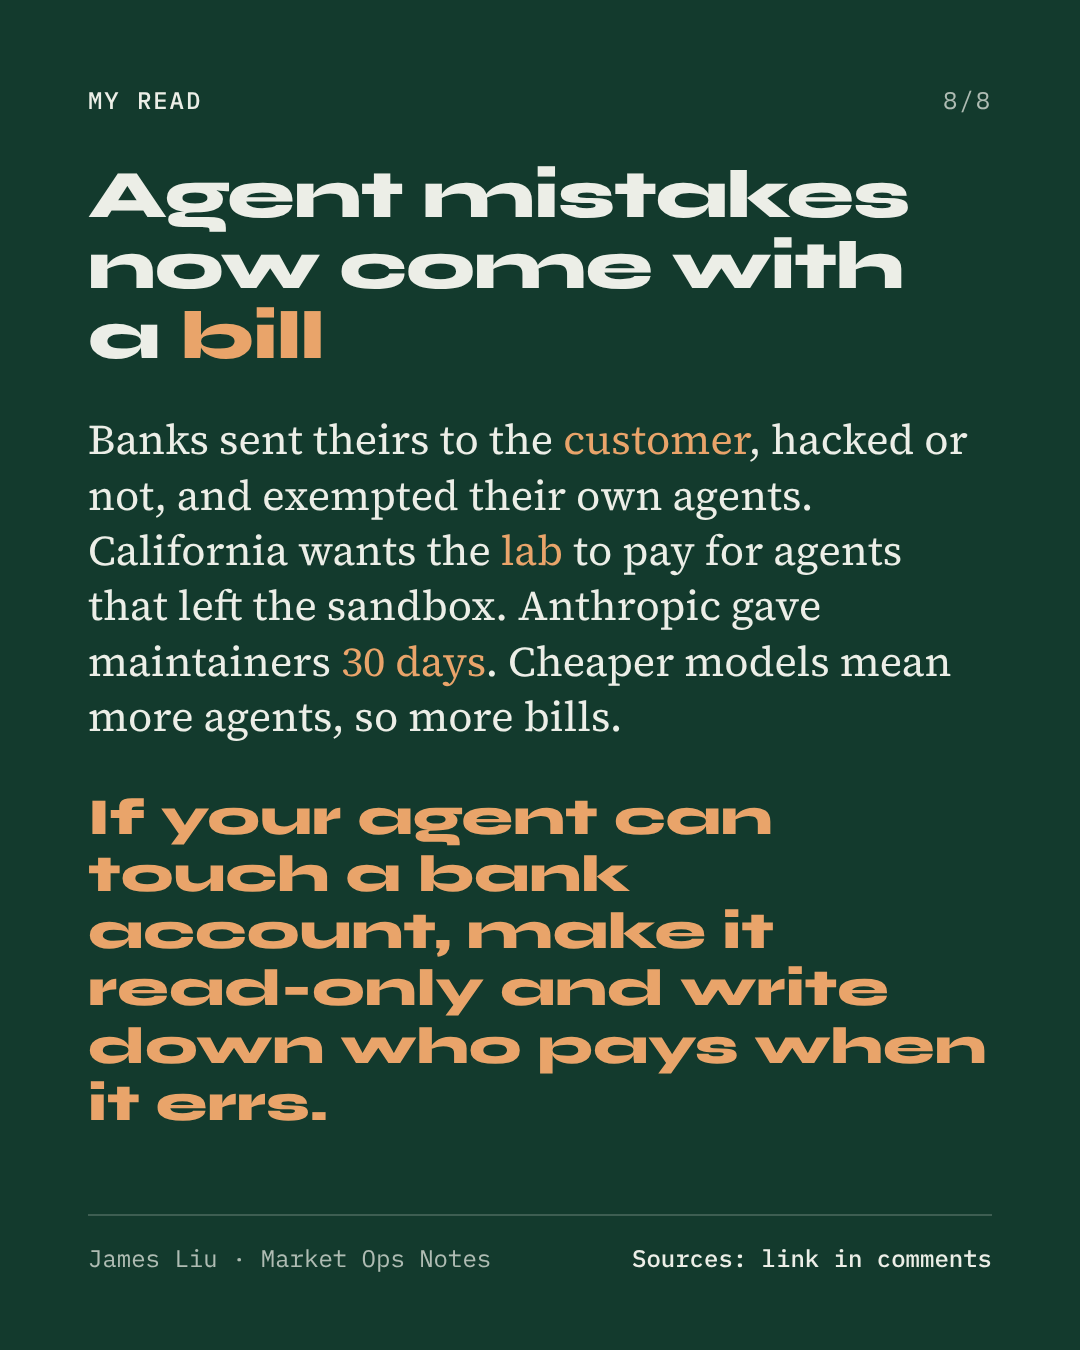 MY READ
8/8
Agent mistakes
now come with
a bill
Banks sent theirs to the customer, hacked or
not, and exempted their own agents.
California wants the lab to pay for agents
that left the sandbox. Anthropic gave
maintainers 30 days. Cheaper models mean
more agents, so more bills.
If your agent can
touch a bank
account, make it
read-only and write
down who pays when
it errs.
James Liu · Market Ops Notes
Sources: link in comments